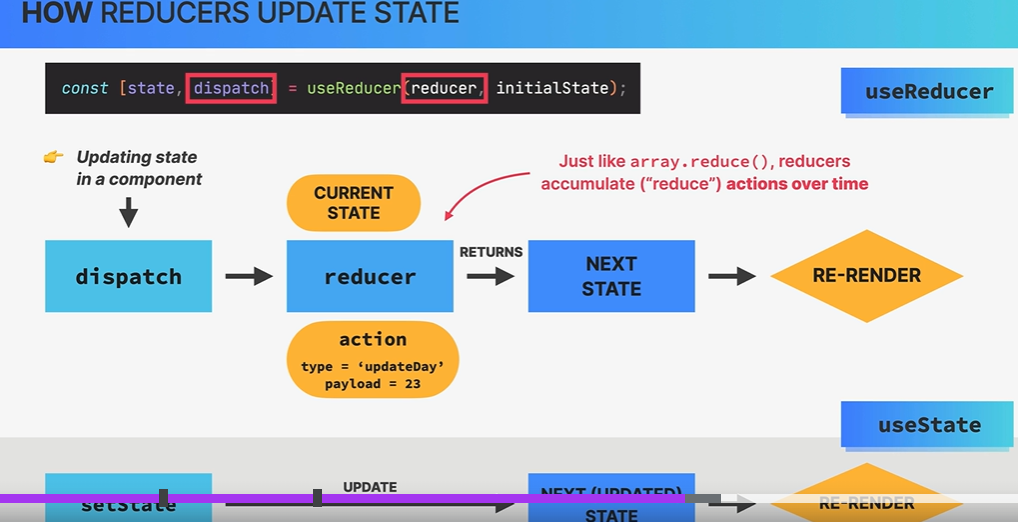 HOW REDUCERS UPDATE STATE
const [state, dispatch] = useReducer(reducer, initialState);
useReducer
👉 Updating state
in a component
Just like array.reduce(), reducers
accumulate (“reduce”) actions over time
CURRENT
STATE
dispatch
reducer
RETURNS
NEXT
STATE
RE-RENDER
action
type = ‘updateDay’
payload = 23
useState
setState
UPDATE
NEXT (UPDATED)
STATE
RE-RENDER